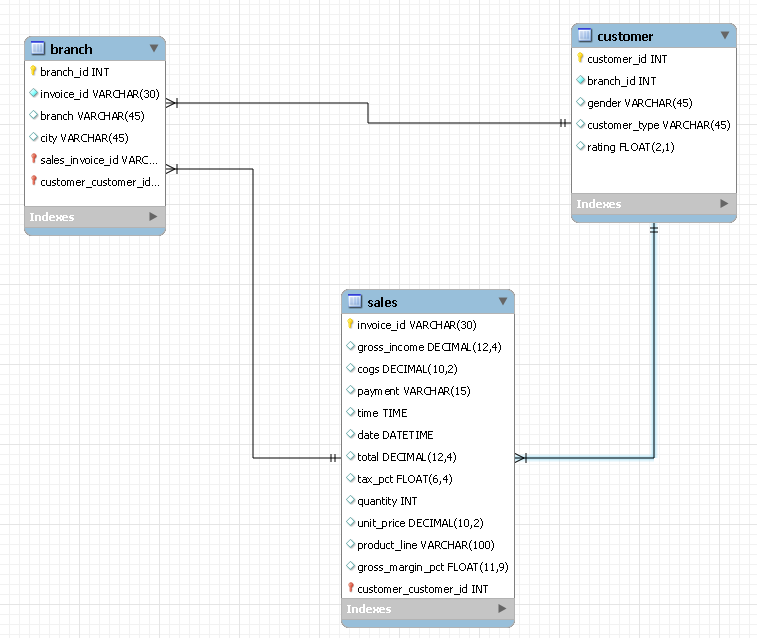 branch
branch_id INT
invoice_id VARCHAR(30)
branch VARCHAR(45)
city VARCHAR(45)
sales_invoice_id VARC...
customer_customer_id...
Indexes
customer
customer_id INT
branch_id INT
gender VARCHAR(45)
customer_type VARCHAR(45)
rating FLOAT(2,1)
Indexes
sales
invoice_id VARCHAR(30)
gross_income DECIMAL(12,4)
cogs DECIMAL(10,2)
payment VARCHAR(15)
time TIME
date DATETIME
total DECIMAL(12,4)
tax_pct FLOAT(6,4)
quantity INT
unit_price DECIMAL(10,2)
product_line VARCHAR(100)
gross_margin_pct FLOAT(11,9)
customer_customer_id INT
Indexes